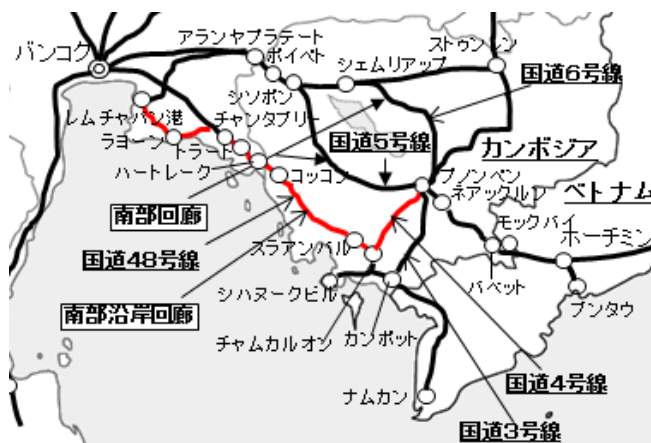 アランヤプラテート
ストゥンレン
バンコク
ポイペト
シェムリアップ
国道6号線
シソポン
レムチャバン港
チャンタブリー
国道5号線
ラヨーン
トラート
カンボジア
ハートレーク
プノンペン
コッコン
ネアックルン
ベトナム
南部回廊
モックバイ
ホーチミン
国道48号線
スラアンバル
バベット
シハヌークビル
ブンタウ
南部沿岸回廊
チャムカルオン
カンポット
国道4号線
ナムカン
国道3号線